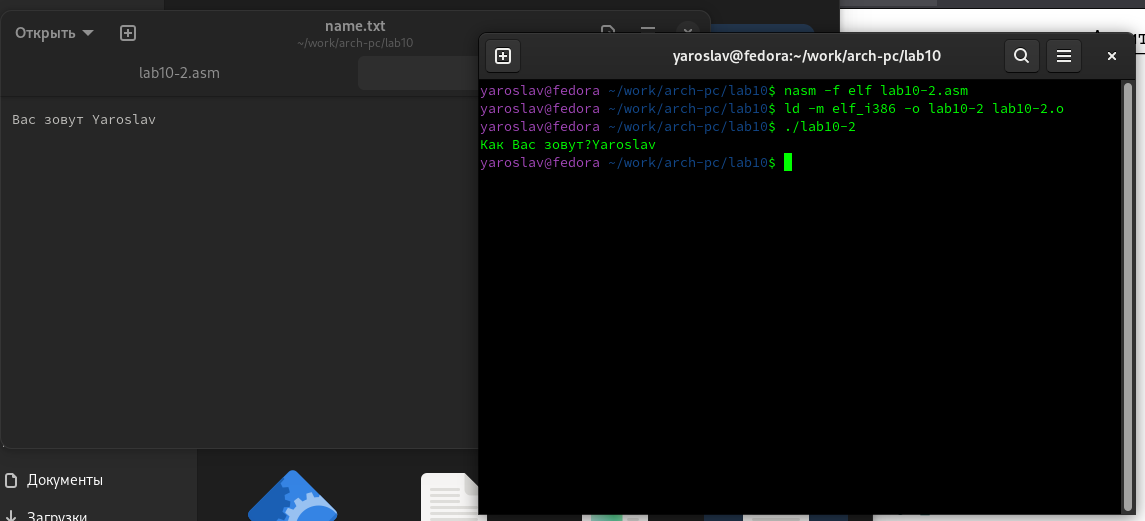 Открыть
name.txt
~/work/arch-pc/lab10
lab10-2.asm
Вас зовут Yaroslav
yaroslav@fedora:~/work/arch-pc/lab10
yaroslav@fedora ~/work/arch-pc/lab10$ nasm -f elf lab10-2.asm
yaroslav@fedora ~/work/arch-pc/lab10$ ld -m elf_i386 -o lab10-2 lab10-2.o
yaroslav@fedora ~/work/arch-pc/lab10$ ./lab10-2
Как Вас зовут?Yaroslav
yaroslav@fedora ~/work/arch-pc/lab10$
Документы
Загрузки